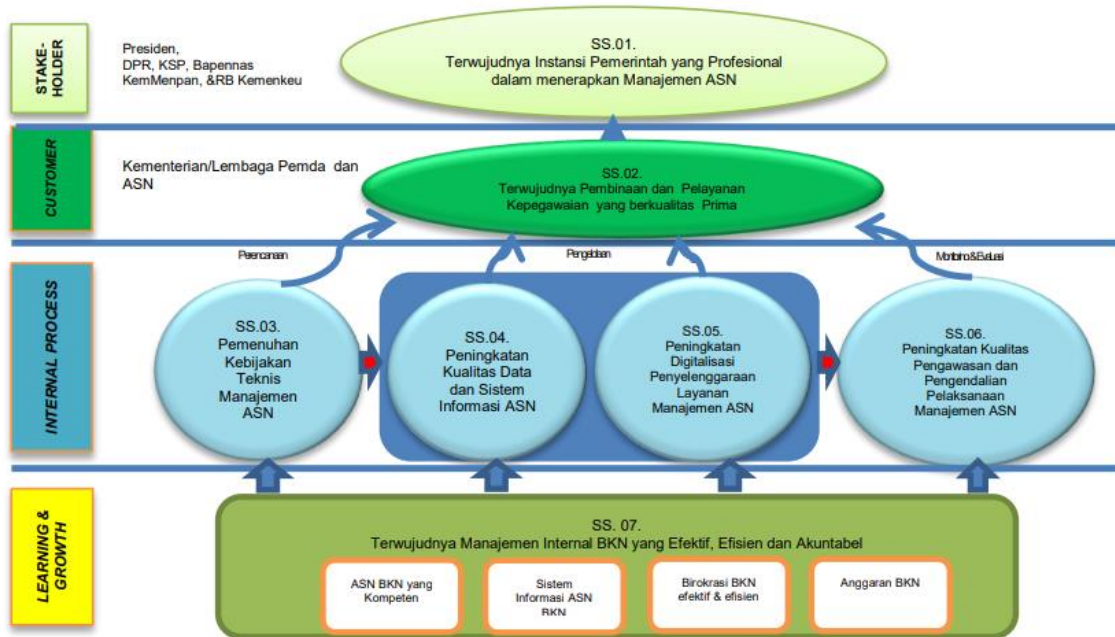 STAKE-
HOLDER
Presiden,
DPR, KSP, Bapennas
KemMenpan, &RB Kemenkeu
SS.01.
Terwujudnya Instansi Pemerintah yang Profesional
dalam menerapkan Manajemen ASN
CUSTOMER
Kementerian/Lembaga Pemda dan
ASN
SS.02.
Terwujudnya Pembinaan dan Pelayanan
Kepegawaian yang berkualitas Prima
Perencanaan
Pengelolaan
Monitoring & Evaluasi
INTERNAL PROCESS
SS.03.
Pemenuhan
Kebijakan
Teknis
Manajemen
ASN
SS.04.
Peningkatan
Kualitas Data
dan Sistem
Informasi ASN
SS.05.
Peningkatan
Digitalisasi
Penyelenggaraan
Layanan
Manajemen ASN
SS.06.
Peningkatan Kualitas
Pengawasan dan
Pengendalian
Pelaksanaan
Manajemen ASN
LEARNING &
GROWTH
SS. 07.
Terwujudnya Manajemen Internal BKN yang Efektif, Efisien dan Akuntabel
ASN BKN yang
Kompeten
Sistem
Informasi ASN
BKN
Birokrasi BKN
efektif & efisien
Anggaran BKN